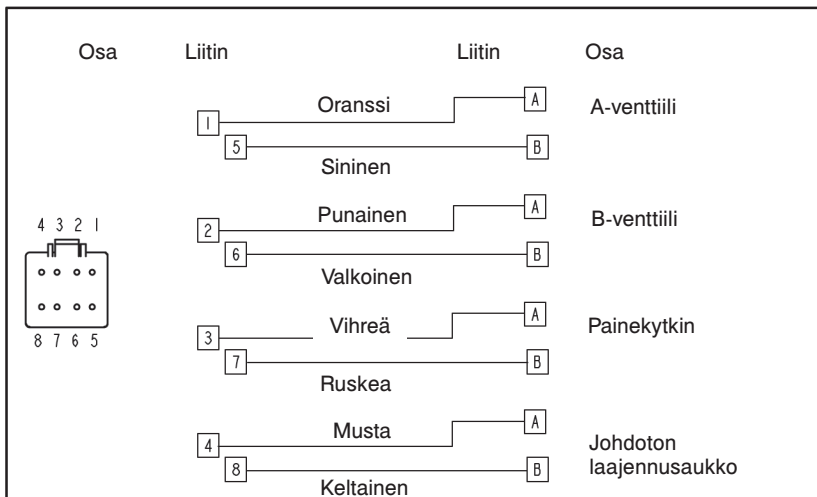 Osa Liitin Liitin Osa
Oranssi A A-venttiili
1
5 B
Sininen
Punainen A B-venttiili
2
6 B
Valkoinen
4 3 2 1
8 7 6 5
Vihreä A Painekytkin
3
7 B
Ruskea
Musta A
4 Johdoton
8 B laajennusaukko
Keltainen